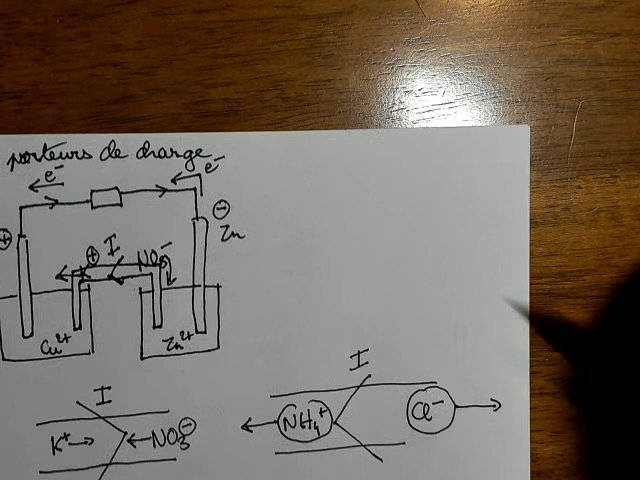 porteurs de charge
e⁻ e⁻
⊖
⊕ Zn
⊕ I NO₃⁻
Cu²⁺ Zn²⁺
I
I
NH₄⁺ Cl⁻
K⁺ NO₃⊖